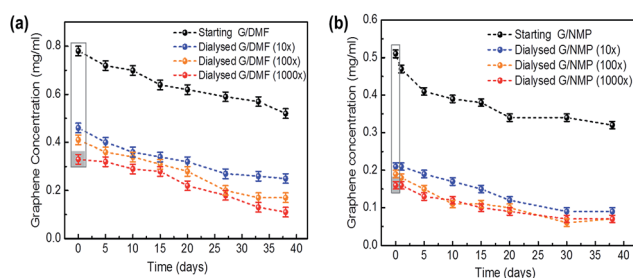 (a)
Graphene Concentration (mg/ml)
0.8
0.6
0.4
0.2
0.0
Starting G/DMF
Dialysed G/DMF (10x)
Dialysed G/DMF (100x)
Dialysed G/DMF (1000x)
0 5 10 15 20 25 30 35 40
Time (days)
(b)
Graphene concentration (mg/ml)
0.6
0.5
0.4
0.3
0.2
0.1
0.0
Starting G/NMP
Dialysed G/NMP (10x)
Dialysed G/NMP (100x)
Dialysed G/NMP (1000x)
0 5 10 15 20 25 30 35 40
Time (days)